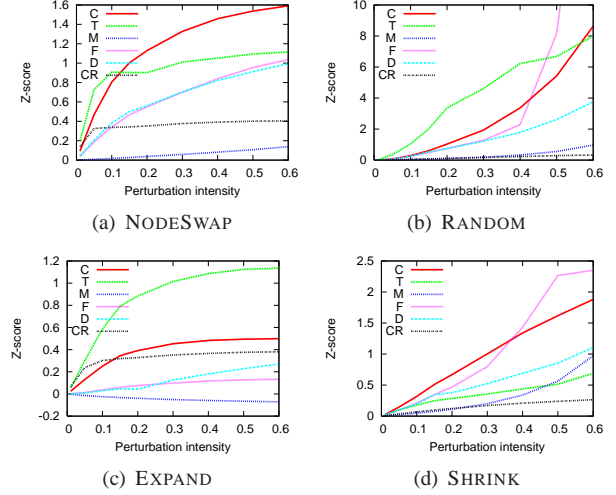 1.6
1.4
1.2
1
0.8
0.6
0.4
0.2
0
Z-score
C
T
M
F
D
CR
0 0.1 0.2 0.3 0.4 0.5 0.6
Perturbation intensity
(a) NODESWAP
10
8
6
4
2
0
Z-score
C
T
M
F
D
CR
0 0.1 0.2 0.3 0.4 0.5 0.6
Perturbation intensity
(b) RANDOM
1.2
1
0.8
0.6
0.4
0.2
0
-0.2
Z-score
C
T
M
F
D
CR
0 0.1 0.2 0.3 0.4 0.5 0.6
Perturbation intensity
(c) EXPAND
2.5
2
1.5
1
0.5
0
Z-score
C
T
M
F
D
CR
0 0.1 0.2 0.3 0.4 0.5 0.6
Perturbation intensity
(d) SHRINK